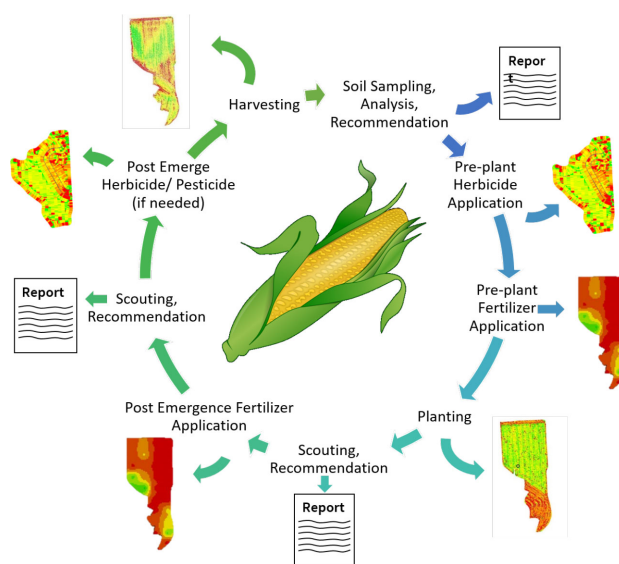 Harvesting
Soil Sampling,
Analysis,
Recommendation
Repor
t
Post Emerge
Herbicide/ Pesticide
(if needed)
Pre-plant
Herbicide
Application
Report
Scouting,
Recommendation
Pre-plant
Fertilizer
Application
Post Emergence Fertilizer
Application
Planting
Scouting,
Recommendation
Report